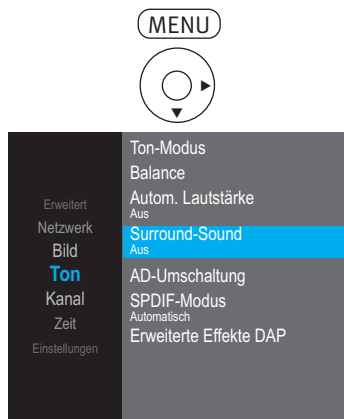 MENU
Erweitert
Netzwerk
Bild
Ton
Kanal
Zeit
Einstellungen
Ton-Modus
Balance
Autom. Lautstärke
Aus
Surround-Sound
Aus
AD-Umschaltung
SPDIF-Modus
Automatisch
Erweiterte Effekte DAP